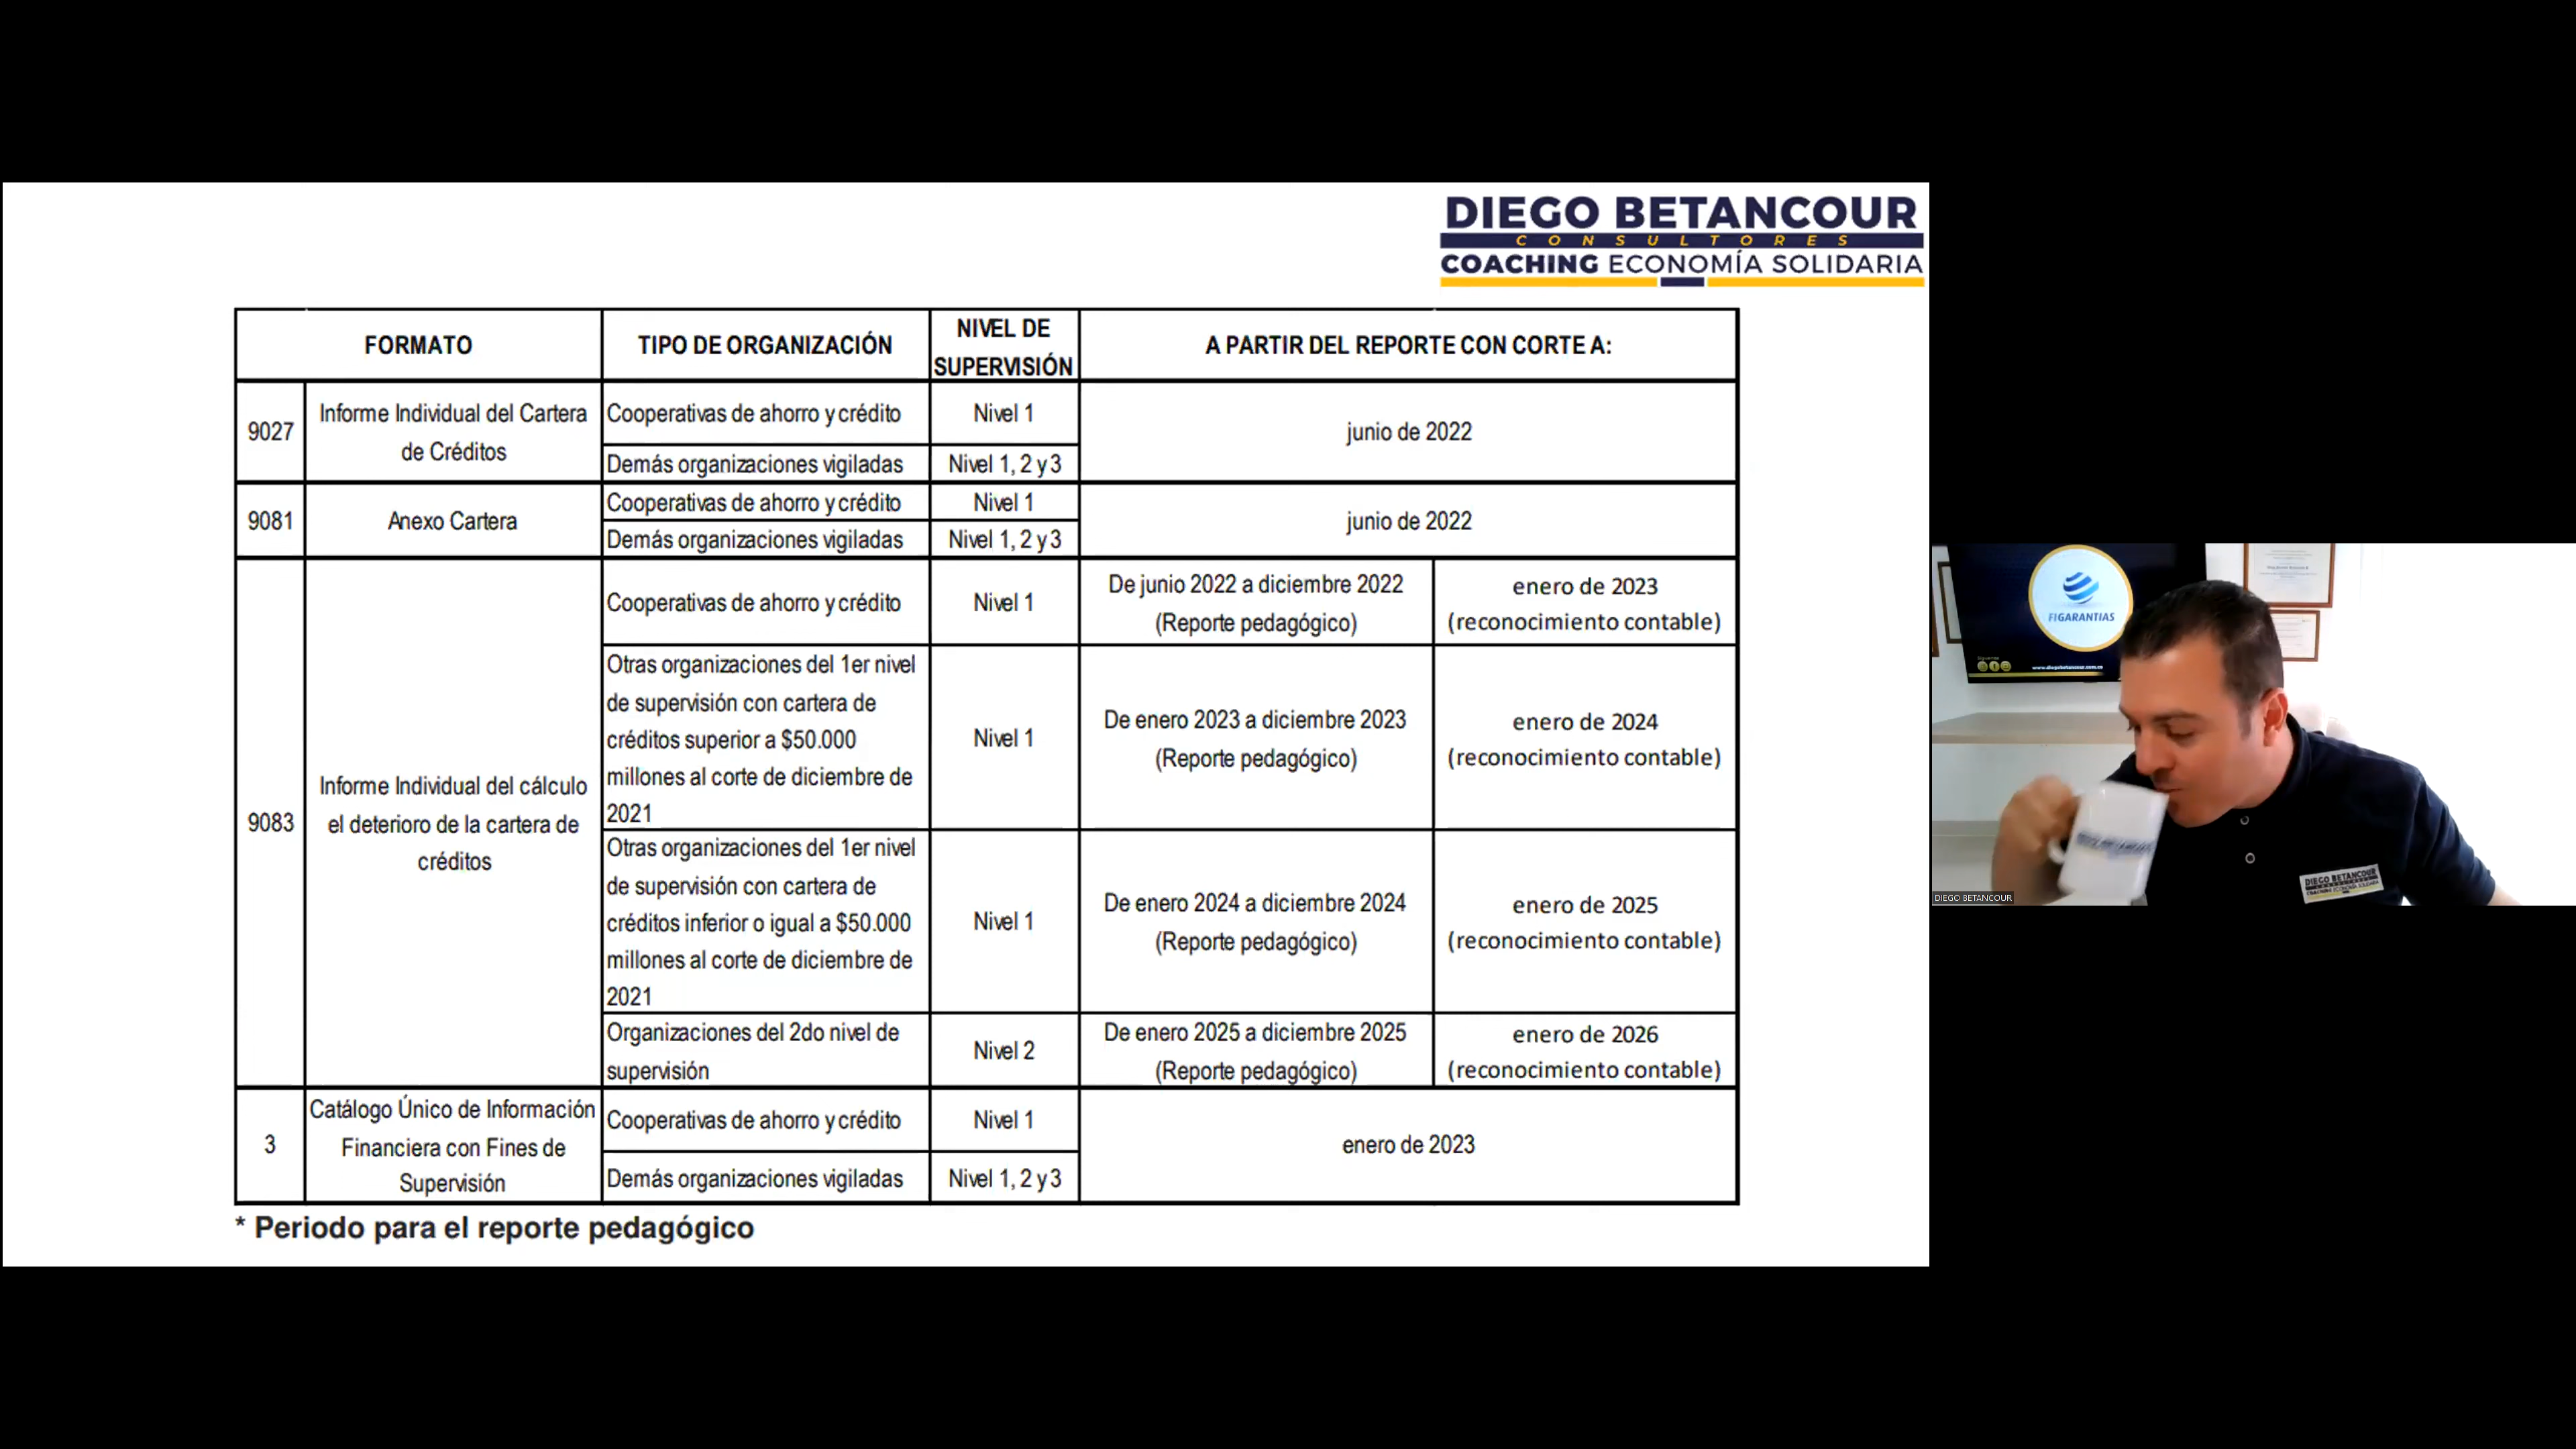 DIEGO BETANCOUR
CONSULTORES
COACHING ECONOMÍA SOLIDARIA
FORMATO
TIPO DE ORGANIZACIÓN
NIVEL DE
SUPERVISIÓN
A PARTIR DEL REPORTE CON CORTE A:
9027
Informe Individual del Cartera
de Créditos
Cooperativas de ahorro y crédito
Nivel 1
junio de 2022
Demás organizaciones vigiladas
Nivel 1, 2 y 3
9081
Anexo Cartera
Cooperativas de ahorro y crédito
Nivel 1
junio de 2022
Demás organizaciones vigiladas
Nivel 1, 2 y 3
9083
Informe Individual del cálculo
el deterioro de la cartera de
créditos
Cooperativas de ahorro y crédito
Nivel 1
De junio 2022 a diciembre 2022
(Reporte pedagógico)
enero de 2023
(reconocimiento contable)
Otras organizaciones del 1er nivel
de supervisión con cartera de
créditos superior a $50.000
millones al corte de diciembre de
2021
Nivel 1
De enero 2023 a diciembre 2023
(Reporte pedagógico)
enero de 2024
(reconocimiento contable)
Otras organizaciones del 1er nivel
de supervisión con cartera de
créditos inferior o igual a $50.000
millones al corte de diciembre de
2021
Nivel 1
De enero 2024 a diciembre 2024
(Reporte pedagógico)
enero de 2025
(reconocimiento contable)
Organizaciones del 2do nivel de
supervisión
Nivel 2
De enero 2025 a diciembre 2025
(Reporte pedagógico)
enero de 2026
(reconocimiento contable)
3
Catálogo Único de Información
Financiera con Fines de
Supervisión
Cooperativas de ahorro y crédito
Nivel 1
enero de 2023
Demás organizaciones vigiladas
Nivel 1, 2 y 3
* Periodo para el reporte pedagógico
FIGARANTIAS
www.diegobetancour.com.co
DIEGO BETANCOUR
COACHING ECONOMÍA SOLIDARIA
DIEGO BETANCOUR